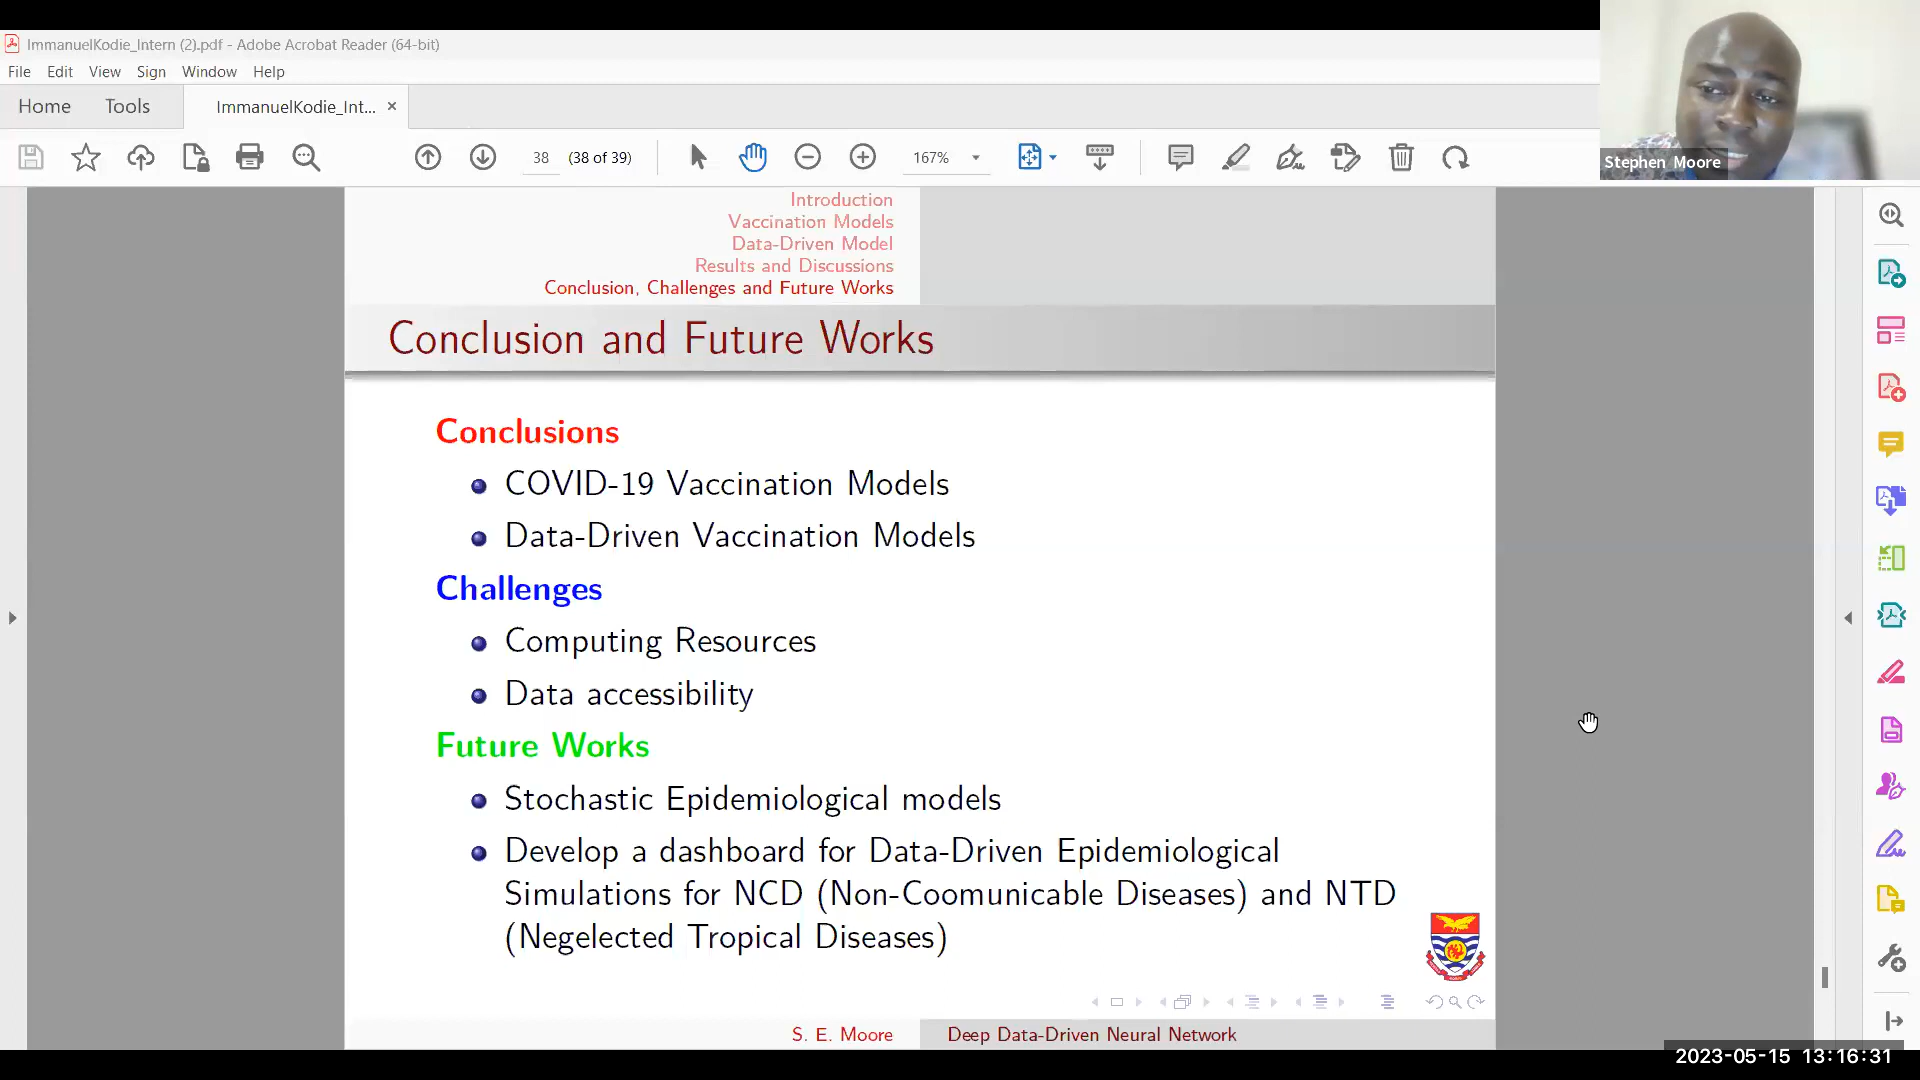 ImmanuelKodie_Intern (2).pdf - Adobe Acrobat Reader (64-bit)
File Edit View Sign Window Help
Home Tools ImmanuelKodie_Int... ×
38 (38 of 39) 167%
Stephen Moore
Introduction
Vaccination Models
Data-Driven Model
Results and Discussions
Conclusion, Challenges and Future Works
Conclusion and Future Works
Conclusions
COVID-19 Vaccination Models
Data-Driven Vaccination Models
Challenges
Computing Resources
Data accessibility
Future Works
Stochastic Epidemiological models
Develop a dashboard for Data-Driven Epidemiological
Simulations for NCD (Non-Coomunicable Diseases) and NTD
(Negelected Tropical Diseases)
S. E. Moore Deep Data-Driven Neural Network
2023-05-15 13:16:31